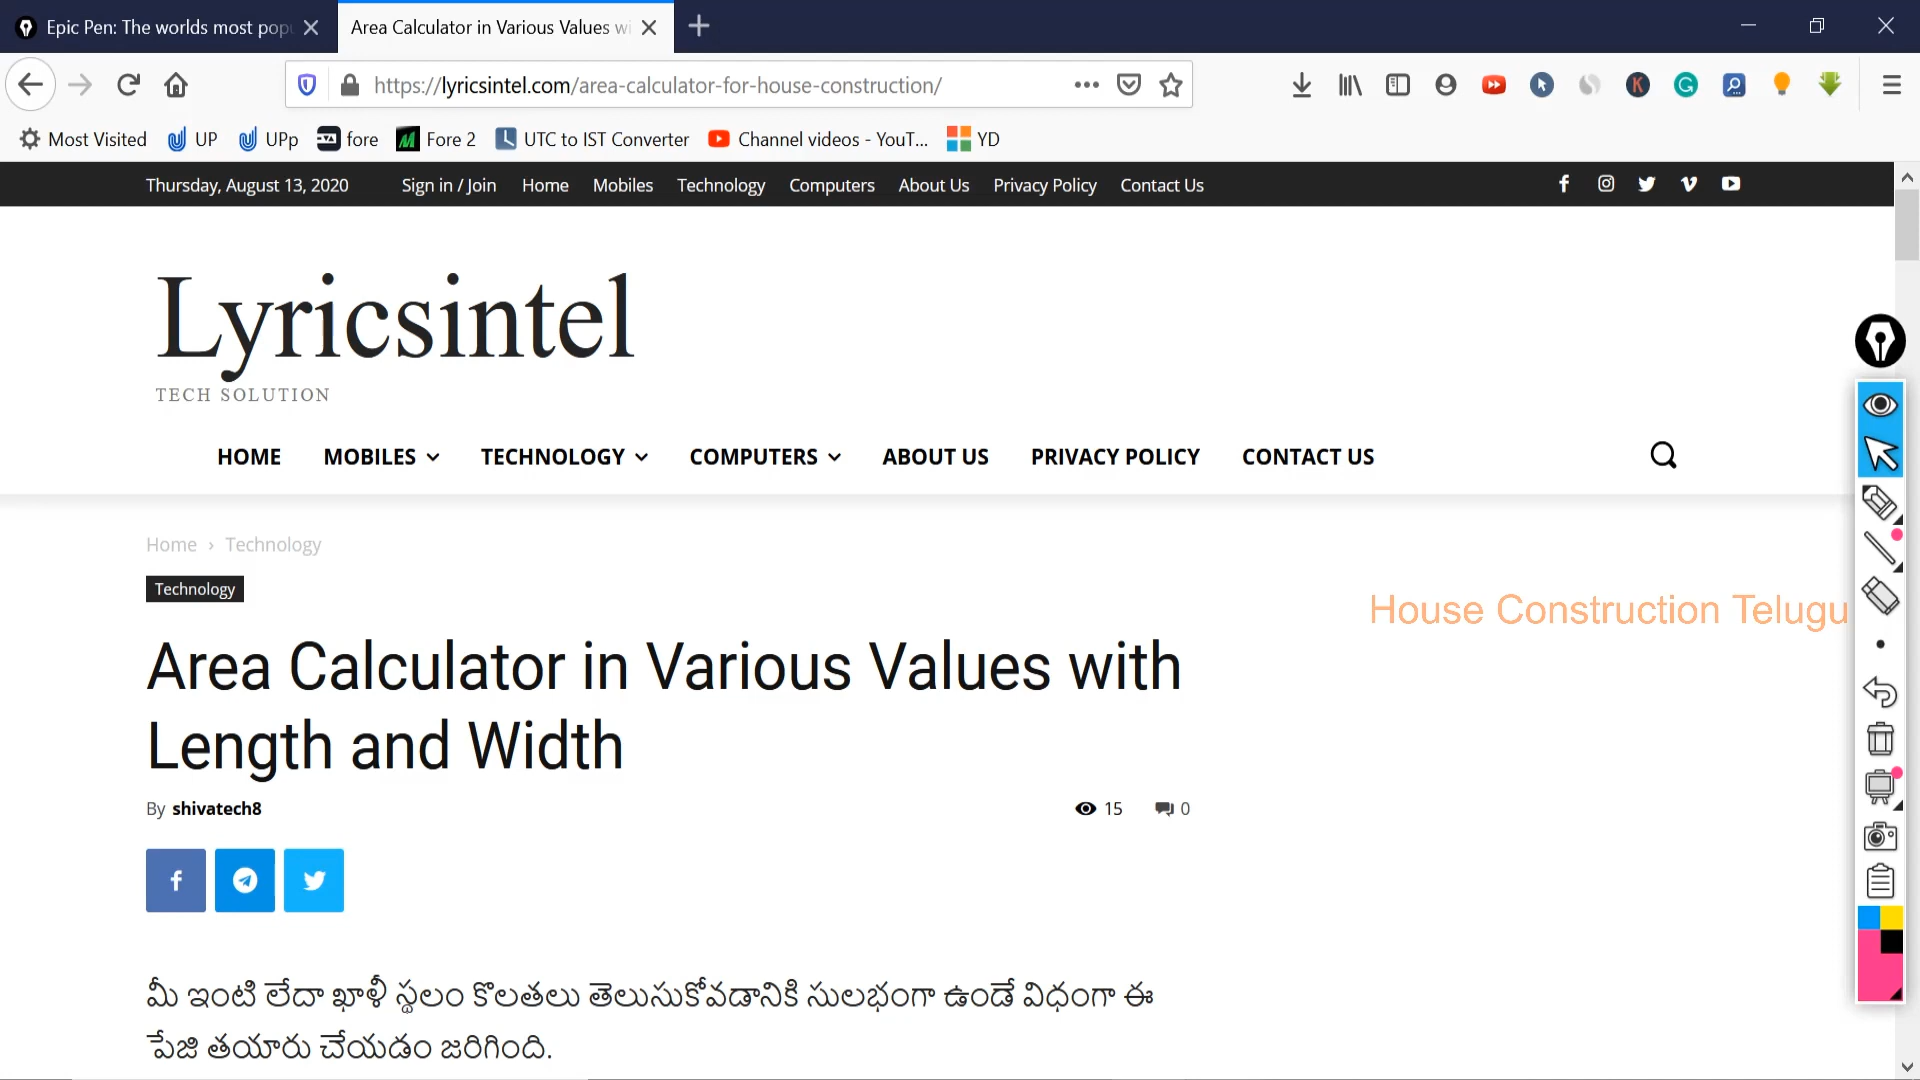 Epic Pen: The worlds most pop
Area Calculator in Various Values wi
https://lyricsintel.com/area-calculator-for-house-construction/
Most Visited UP UPp fore Fore 2 UTC to IST Converter Channel videos - YouT... YD
Thursday, August 13, 2020 Sign in / Join Home Mobiles Technology Computers About Us Privacy Policy Contact Us
Lyricsintel
TECH SOLUTION
HOME MOBILES TECHNOLOGY COMPUTERS ABOUT US PRIVACY POLICY CONTACT US
Home › Technology
Technology
House Construction Telugu
Area Calculator in Various Values with
Length and Width
By shivatech8 15 0
మీ ఇంటి లేదా ఖాళీ స్థలం కొలతలు తెలుసుకోవడానికి సులభంగా ఉండే విధంగా ఈ
పేజి తయారు చేయడం జరిగింది.